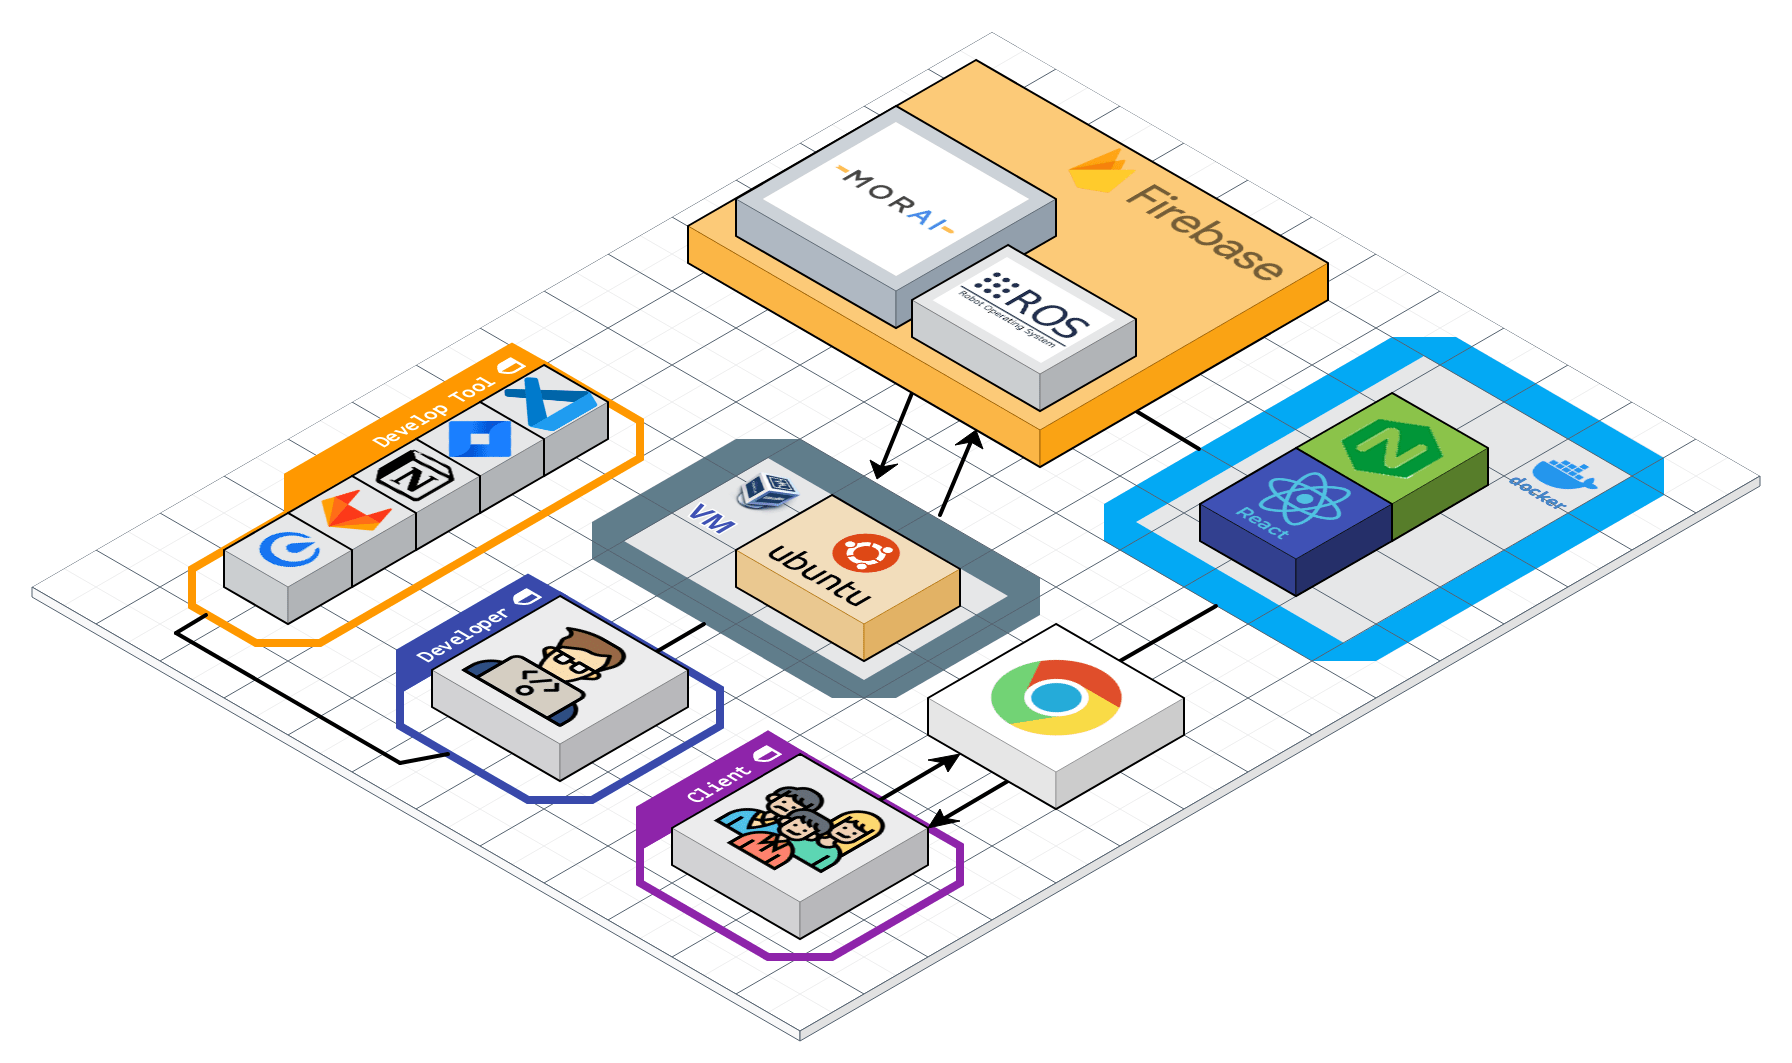 MORAI
Firebase
ROS
Robot Operating System
Develop Tool
N
VM
ubuntu
N
React
docker
Developer
</>
Client